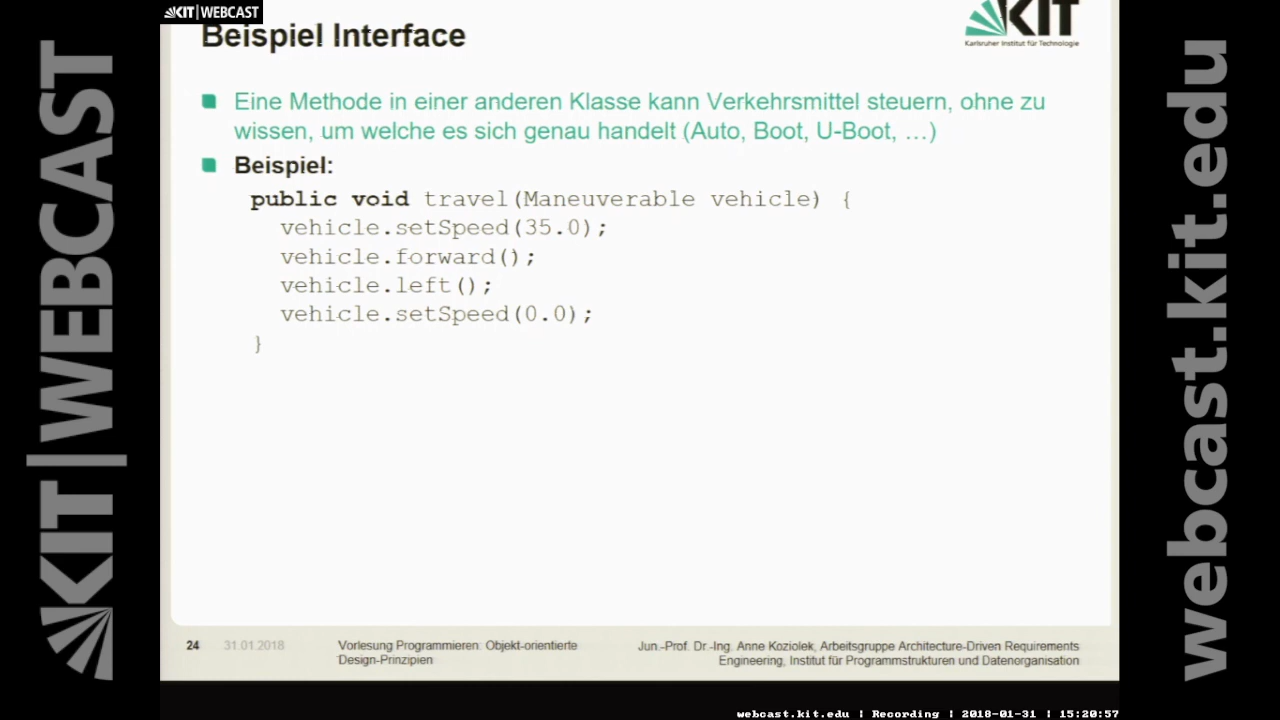 KIT|WEBCAST
KIT|WEBCAST
Beispiel Interface
KIT
Karlsruher Institut für Technologie
Eine Methode in einer anderen Klasse kann Verkehrsmittel steuern, ohne zu
wissen, um welche es sich genau handelt (Auto, Boot, U-Boot, …)
Beispiel:
public void travel(Maneuverable vehicle) {
vehicle.setSpeed(35.0);
vehicle.forward();
vehicle.left();
vehicle.setSpeed(0.0);
}
24
31.01.2018
Vorlesung Programmieren: Objekt-orientierte
Design-Prinzipien
Jun.-Prof. Dr.-Ing. Anne Koziolek, Arbeitsgruppe Architecture-Driven Requirements
Engineering, Institut für Programmstrukturen und Datenorganisation
webcast.kit.edu
webcast.kit.edu | Recording | 2018-01-31 | 15:20:57